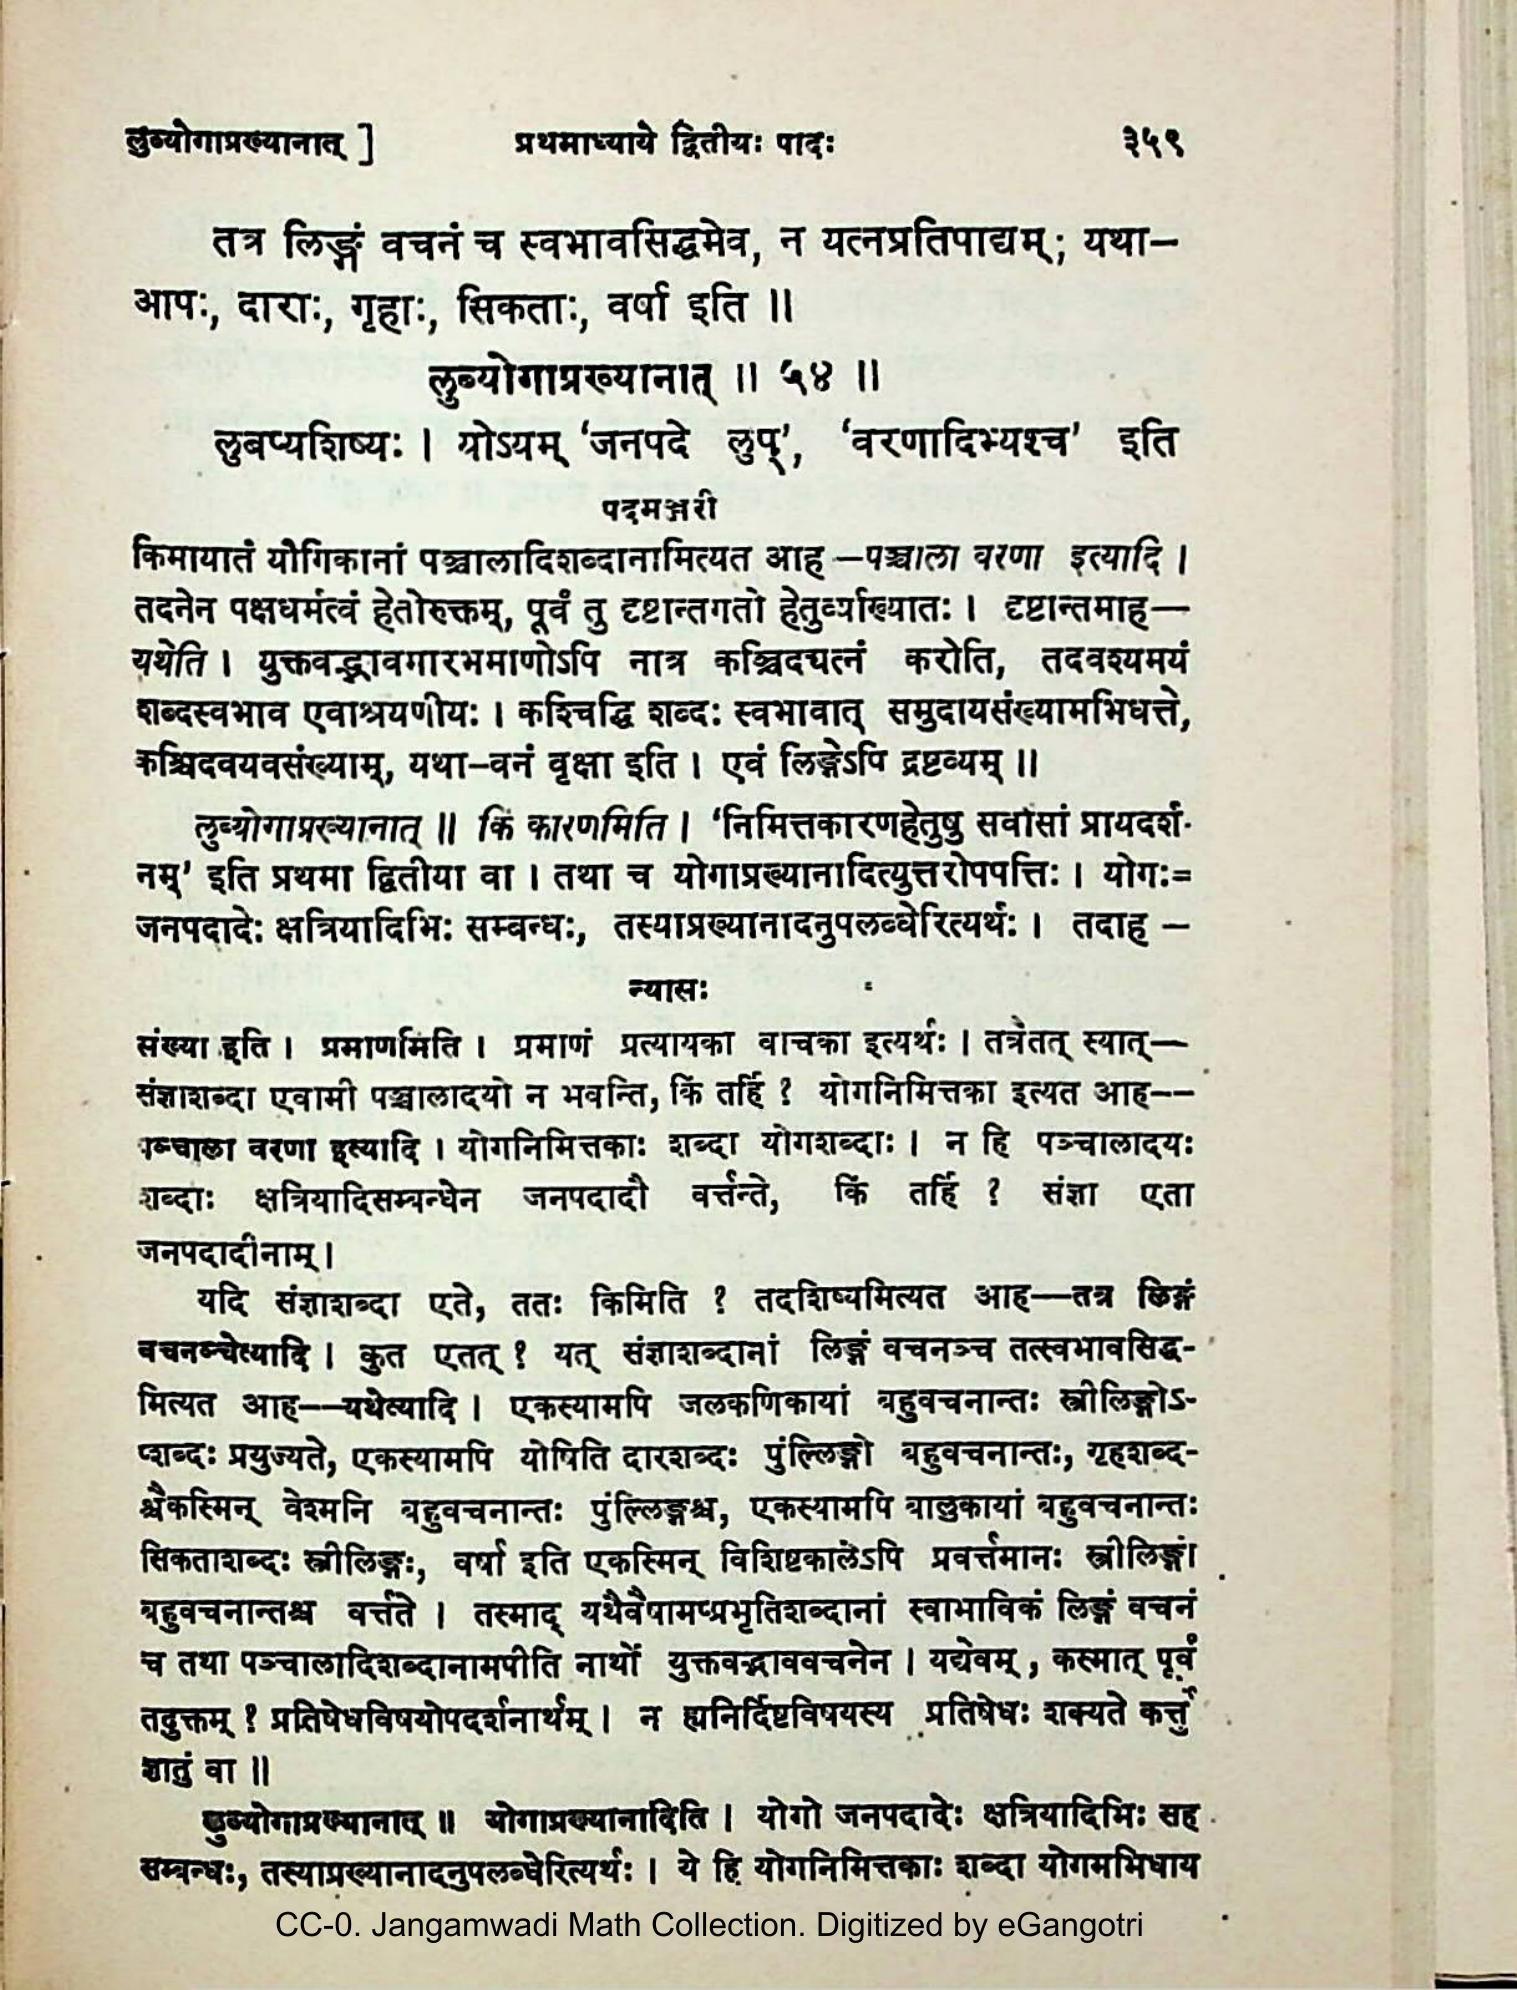 लुब्योगाप्रख्यानात् ] प्रथमाध्याये द्वितीयः पादः ३५९
तत्र लिङ्गं वचनं च स्वभावसिद्धमेव, न यत्नप्रतिपाद्यम्; यथा—
आपः, दाराः, गृहाः, सिकताः, वर्षा इति ॥
लुब्योगाप्रख्यानात् ॥ ५४ ॥
लुबप्यशिष्यः । योऽयम् 'जनपदे लुप्', 'वरणादिभ्यश्च' इति
पदमञ्जरी
किमायातं यौगिकानां पञ्चालादिशब्दानामित्यत आह —पञ्चाला वरणा इत्यादि ।
तदनेन पक्षधर्मत्वं हेतोरुक्तम्, पूर्वं तु दृष्टान्तगतो हेतुर्व्याख्यातः । दृष्टान्तमाह—
यथेति । युक्तवद्भावगारभमाणोऽपि नात्र कञ्चिदद्यत्नं करोति, तदवश्यमयं
शब्दस्वभाव एवाश्रयणीयः । कश्चिद्धि शब्दः स्वभावात् समुदायसंख्यामभिधत्ते,
कश्चिदवयवसंख्याम्, यथा—वनं वृक्षा इति । एवं लिङ्गेऽपि द्रष्टव्यम् ॥
लुब्योगाप्रख्यानात् ॥ किं कारणमिति । 'निमित्तकारणहेतुषु सर्वासां प्रायदर्श-
नम्' इति प्रथमा द्वितीया वा । तथा च योगाप्रख्यानादित्युत्तरोपपत्तिः । योगः=
जनपदादेः क्षत्रियादिभिः सम्बन्धः, तस्याप्रख्यानादनुपलब्धेरित्यर्थः । तदाह —
न्यासः
संख्या इति । प्रमाणमिति । प्रमाणं प्रत्यायका वाचका इत्यर्थः । तत्रैतत् स्यात्—
संज्ञाशब्दा एवामी पञ्चालादयो न भवन्ति, किं तर्हि ? योगनिमित्तका इत्यत आह——
पञ्चाला वरणा इत्यादि । योगनिमित्तकाः शब्दा योगशब्दाः । न हि पञ्चालादयः
शब्दाः क्षत्रियादिसम्बन्धेन जनपदादौ वर्त्तन्ते, किं तर्हि ? संज्ञा एता
जनपदादीनाम् ।
यदि संज्ञाशब्दा एते, ततः किमिति ? तदशिष्यमित्यत आह——तत्र लिङ्गं
वचनञ्चेत्यादि । कुत एतत् ? यत् संज्ञाशब्दानां लिङ्गं वचनञ्च तत्स्वभावसिद्ध-
मित्यत आह——यथेत्यादि । एकस्यामपि जलकणिकायां बहुवचनान्तः स्त्रीलिङ्गोऽ-
प्शब्दः प्रयुज्यते, एकस्यामपि योषिति दारशब्दः पुंल्लिङ्गो बहुवचनान्तः, गृहशब्द-
श्चैकस्मिन् वेश्मनि बहुवचनान्तः पुंल्लिङ्गश्च, एकस्यामपि बालुकायां बहुवचनान्तः
सिकताशब्दः स्त्रीलिङ्गः, वर्षा इति एकस्मिन् विशिष्टकालेऽपि प्रवर्त्तमानः स्त्रीलिङ्गो
बहुवचनान्तश्च वर्त्तते । तस्माद् यथैवैषामप्प्रभृतिशब्दानां स्वाभाविकं लिङ्गं वचनं
च तथा पञ्चालादिशब्दानामपीति नार्थो युक्तवद्भाववचनेन । यद्येवम् , कस्मात् पूर्वं
तदुक्तम् ? प्रतिषेधविषयोपदर्शनार्थम् । न ह्यनिर्दिष्टविषयस्य प्रतिषेधः शक्यते कर्त्तुं
ज्ञातुं वा ॥
लुब्योगाप्रख्यानात् ॥ योगाप्रख्यानादिति । योगो जनपदादेः क्षत्रियादिभिः सह
सम्बन्धः, तस्याप्रख्यानादनुपलब्धेरित्यर्थः । ये हि योगनिमित्तकाः शब्दा योगमभिधाय
CC-0. Jangamwadi Math Collection. Digitized by eGangotri